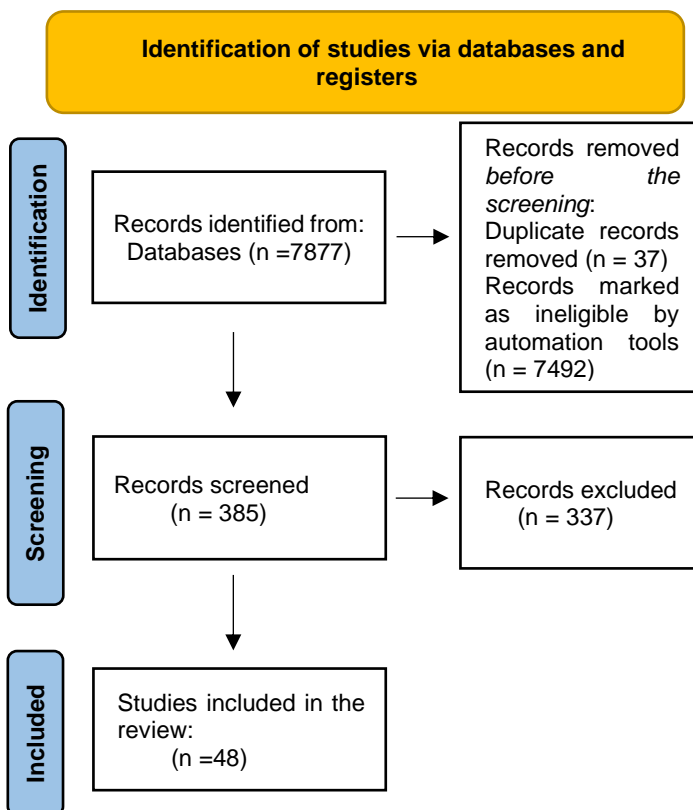 Identification of studies via databases and
registers
Identification
Records identified from:
Databases (n =7877)
Records removed
before the
screening:
Duplicate records
removed (n = 37)
Records marked
as ineligible by
automation tools
(n = 7492)
Screening
Records screened
(n = 385)
Records excluded
(n = 337)
Included
Studies included in the
review:
(n =48)